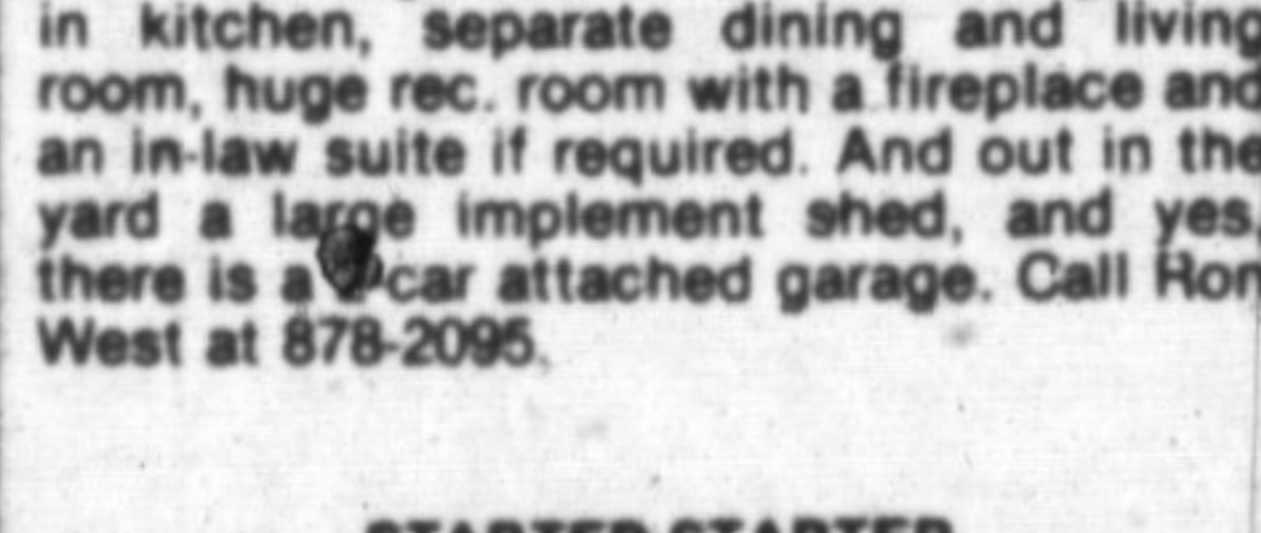 in kitchen, separate dining and living
room, huge rec. room with a fireplace and
an in-law suite if required. And out in the
yard a large implement shed, and yes,
there is a car attached garage. Call Ron
West at 878-2095.
STARTER STARTER